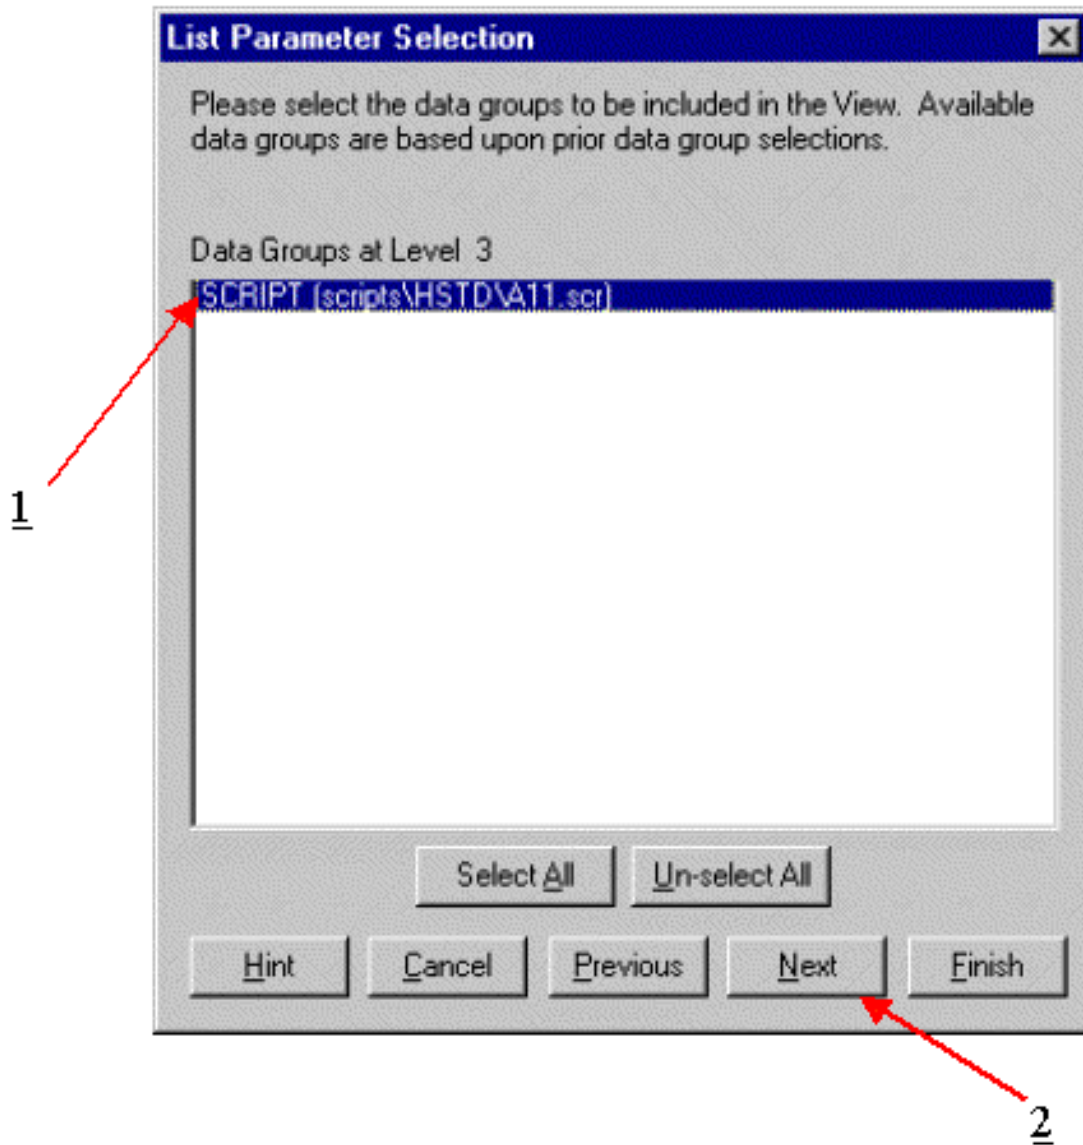 List Parameter Selection
Please select the data groups to be included in the View. Available
data groups are based upon prior data group selections.
Data Groups at Level 3
SCRIPT (scripts\HSTD\A11.scr)
1
Select All
Un-select All
Hint
Cancel
Previous
Next
Finish
2